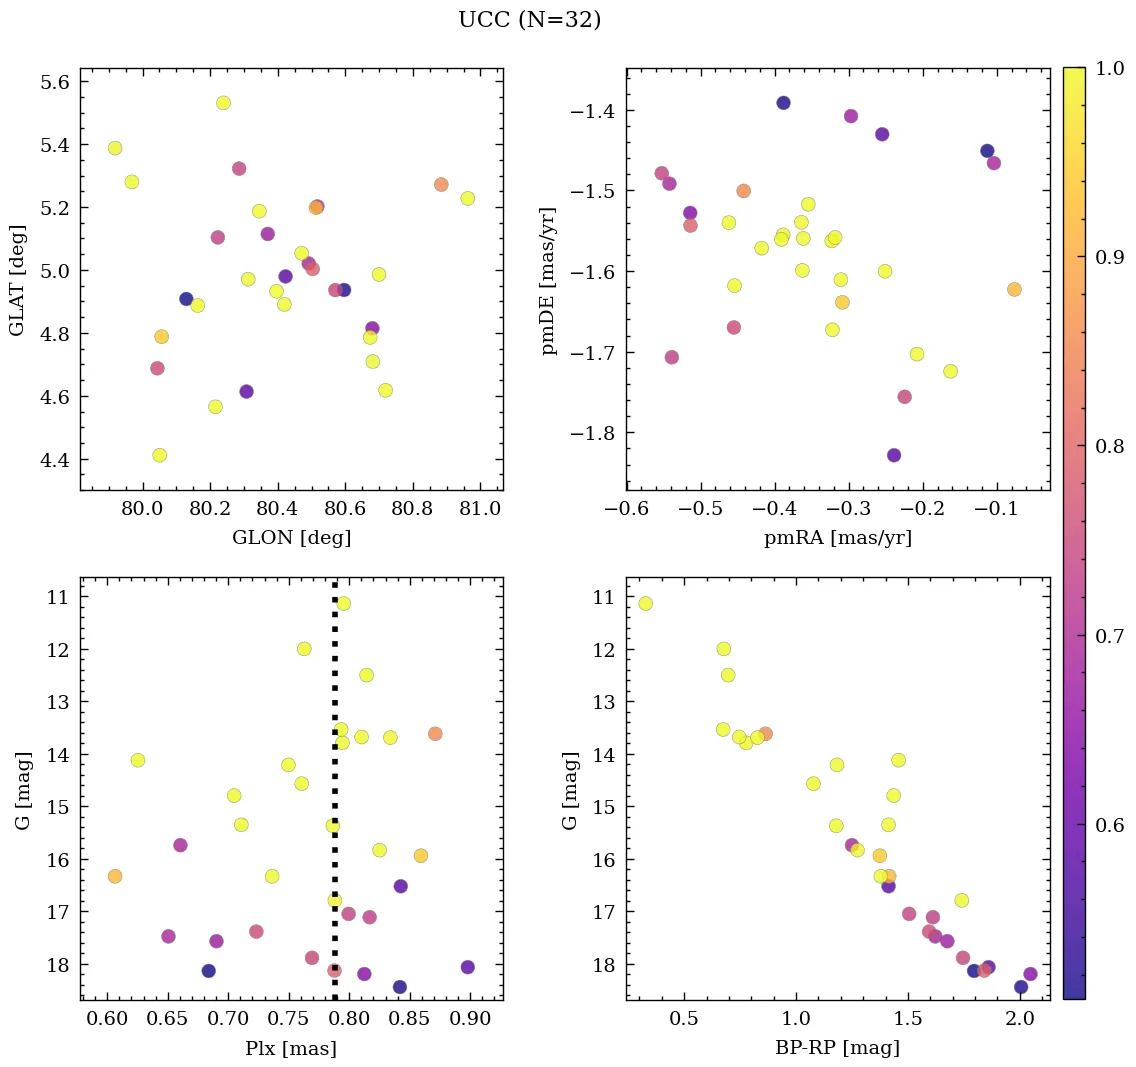 UCC (N=32)
5.6
5.4
5.2
5.0
4.8
4.6
4.4
GLAT [deg]
80.0 80.2 80.4 80.6 80.8 81.0
GLON [deg]
−1.4
−1.5
−1.6
−1.7
−1.8
pmDE [mas/yr]
−0.6 −0.5 −0.4 −0.3 −0.2 −0.1
pmRA [mas/yr]
1.0
0.9
0.8
0.7
0.6
11
12
13
14
15
16
17
18
G [mag]
0.60 0.65 0.70 0.75 0.80 0.85 0.90
Plx [mas]
11
12
13
14
15
16
17
18
G [mag]
0.5 1.0 1.5 2.0
BP-RP [mag]